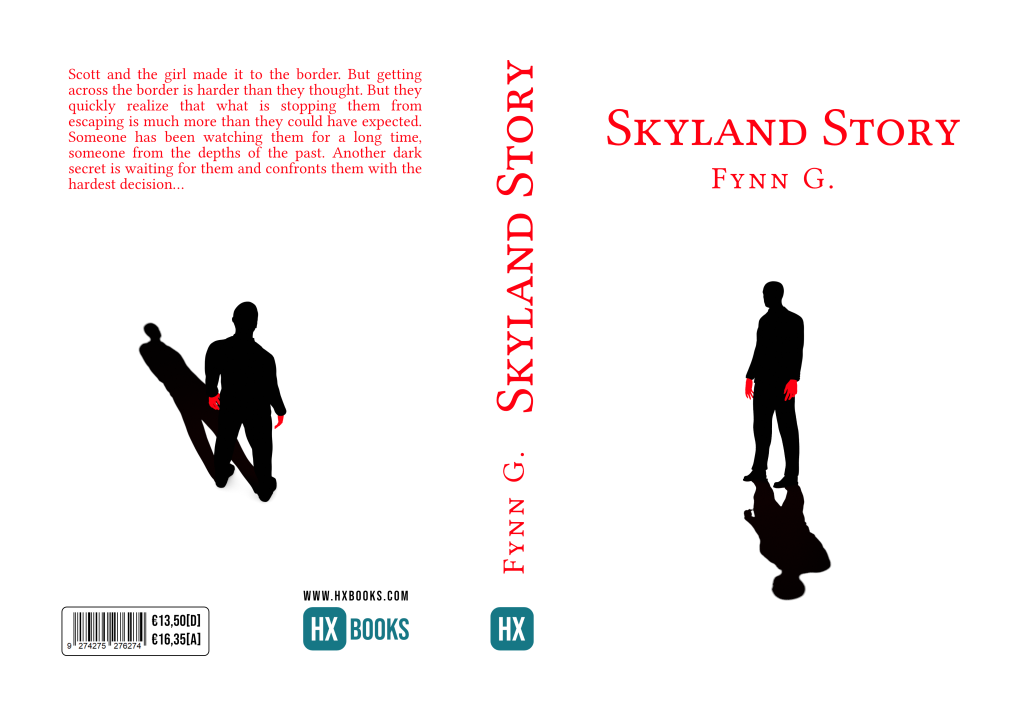 Scott and the girl made it to the border. But getting
across the border is harder than they thought. But they
quickly realize that what is stopping them from
escaping is much more than they could have expected.
Someone has been watching them for a long time,
someone from the depths of the past. Another dark
secret is waiting for them and confronts them with the
hardest decision…
WWW.HXBOOKS.COM
HX BOOKS
€13,50[D]
€16,35[A]
9 274275 276274
Skyland Story
Fynn G.
HX
Skyland Story
Fynn G.